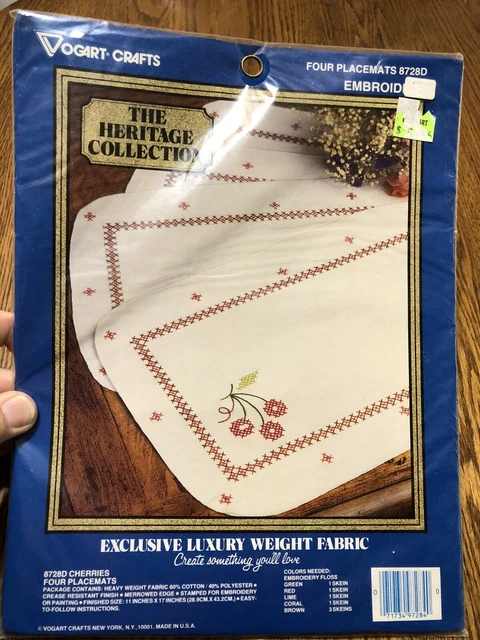 VOGART® CRAFTS
FOUR PLACEMATS 8728D
THE
HERITAGE
COLLECTION
EXCLUSIVE LUXURY WEIGHT FABRIC
Create something you'll love
8728D CHERRIES
FOUR PLACEMATS
PACKAGE CONTAINS: HEAVY WEIGHT FABRIC 60% COTTON / 40% POLYESTER •
CREASE RESISTANT FINISH • MERROWED EDGE • STAMPED FOR EMBROIDERY
OR PAINTING • FINISHED SIZE: 11 INCHES X 17 INCHES (28.9CM X 43.2CM) • EASY-
TO-FOLLOW INSTRUCTIONS.
© VOGART CRAFTS NEW YORK, N.Y., 10001, MADE IN U.S.A.
COLORS NEEDED:
EMBROIDERY FLOSS
GREEN 1 SKEIN
RED 1 SKEIN
LIME 1 SKEIN
CORAL 1 SKEIN
BROWN 3 SKEINS
0 71734 97284 0